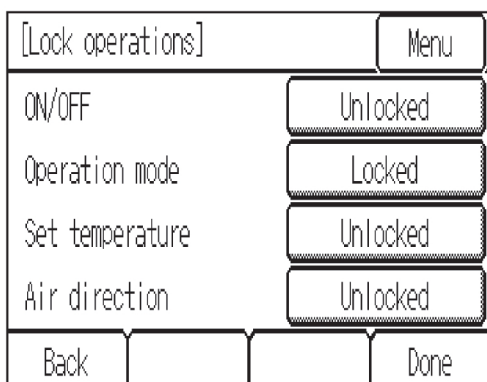 [Lock operations] Menu
ON/OFF Unlocked
Operation mode Locked
Set temperature Unlocked
Air direction Unlocked
Back Done